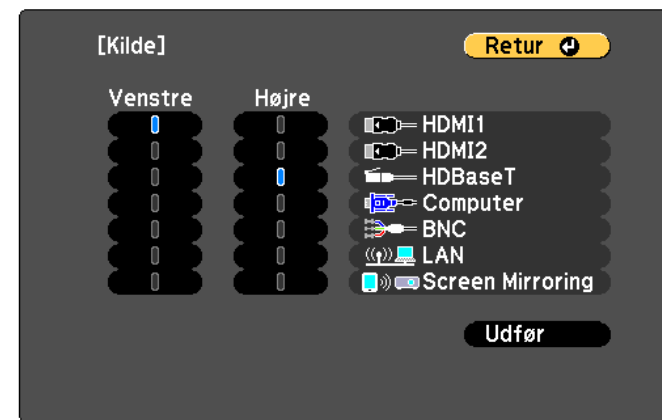 [Kilde]
Retur
Venstre Højre
HDMI1
HDMI2
HDBaseT
Computer
BNC
LAN
Screen Mirroring
Udfør